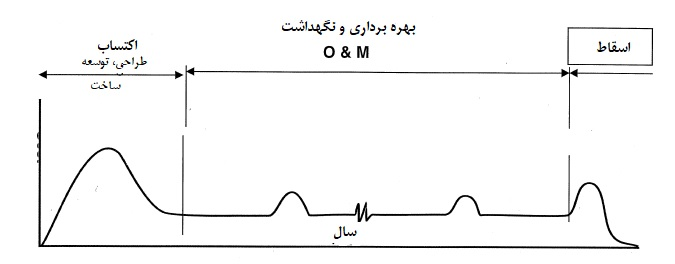 بهره برداری و نگهداشت
O & M
اسقاط
اکتساب
طراحی، توسعه
ساخت
سال